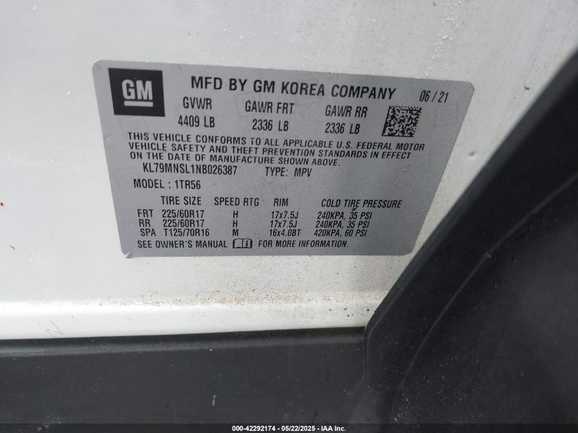 GM
MFD BY GM KOREA COMPANY 06/21
GVWR GAWR FRT GAWR RR
4409 LB 2336 LB 2336 LB
THIS VEHICLE CONFORMS TO ALL APPLICABLE U.S. FEDERAL MOTOR
VEHICLE SAFETY AND THEFT PREVENTION STANDARDS IN EFFECT ON THE
DATE OF MANUFACTURE SHOWN ABOVE.
KL79MNSL1NB026387 TYPE: MPV
MODEL: 1TR56
TIRE SIZE SPEED RTG RIM COLD TIRE PRESSURE
FRT 225/60R17 H 17x7.5J 240KPA, 35 PSI
RR 225/60R17 H 17x7.5J 240KPA, 35 PSI
SPA T125/70R16 M 16x4.0BT 420KPA, 60 PSI
SEE OWNER'S MANUAL FOR MORE INFORMATION.
000-42292174 - 05/22/2025 - IAA, Inc.